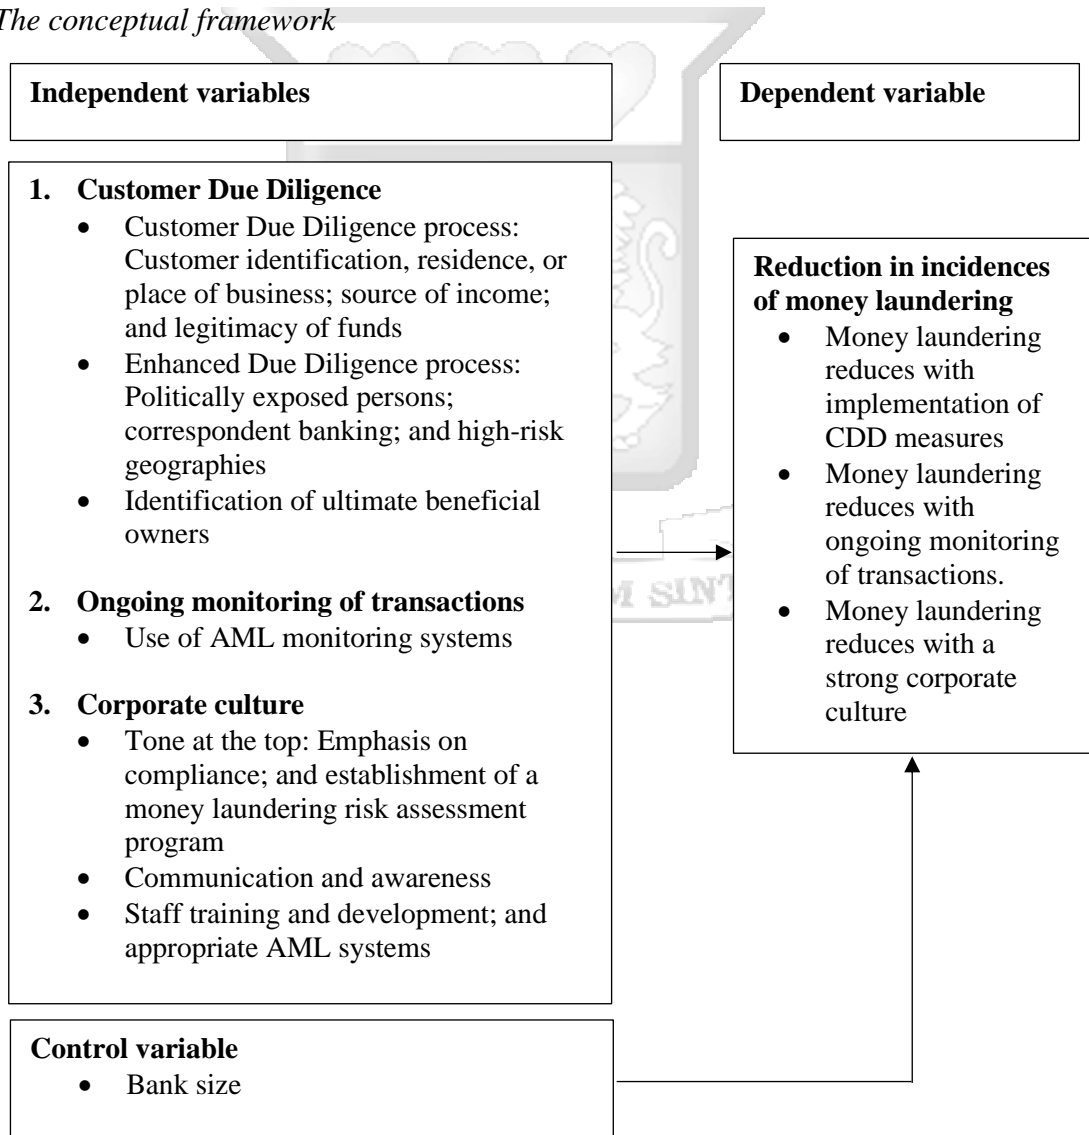 The conceptual framework
Independent variables
Dependent variable
1. Customer Due Diligence
• Customer Due Diligence process:
Customer identification, residence, or
place of business; source of income;
and legitimacy of funds
• Enhanced Due Diligence process:
Politically exposed persons;
correspondent banking; and high-risk
geographies
• Identification of ultimate beneficial
owners
2. Ongoing monitoring of transactions
• Use of AML monitoring systems
3. Corporate culture
• Tone at the top: Emphasis on
compliance; and establishment of a
money laundering risk assessment
program
• Communication and awareness
• Staff training and development; and
appropriate AML systems
Reduction in incidences
of money laundering
• Money laundering
reduces with
implementation of
CDD measures
• Money laundering
reduces with
ongoing monitoring
of transactions.
• Money laundering
reduces with a
strong corporate
culture
Control variable
• Bank size